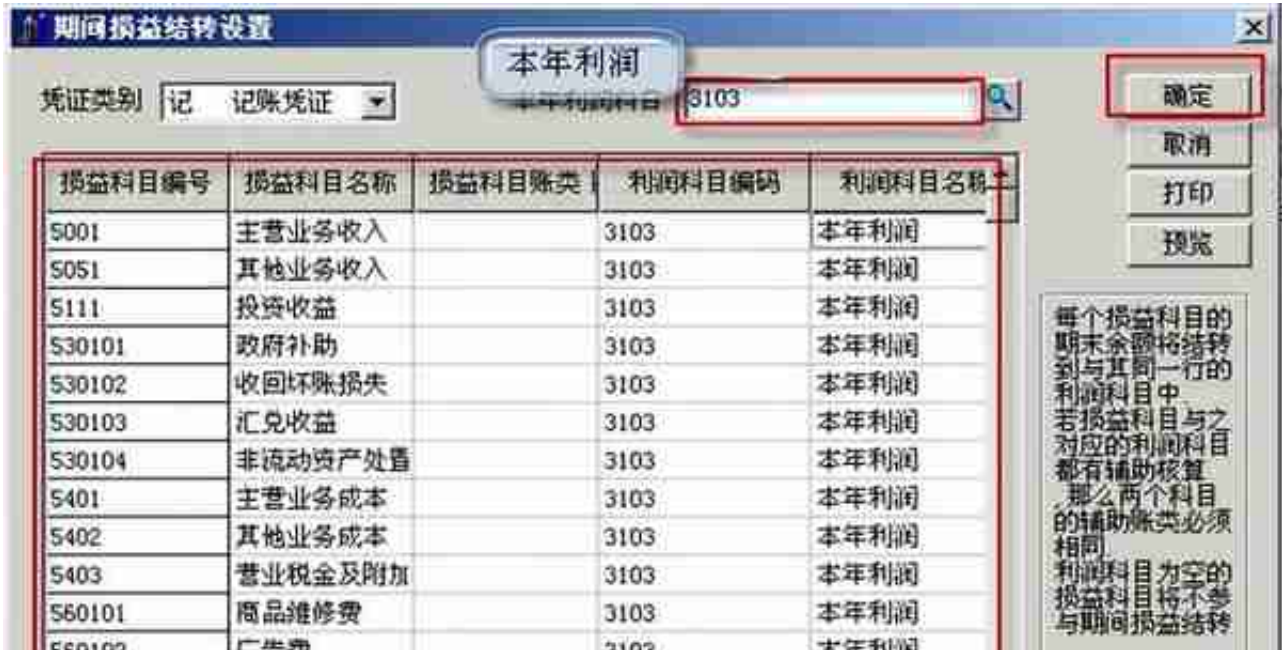 期间损益结转设置
本年利润
凭证类别 记 记账凭证 本年利润科目 3103 确定
取消
打印
预览
损益科目编号 损益科目名称 损益科目账类 利润科目编码 利润科目名称
5001 主营业务收入 3103 本年利润
5051 其他业务收入 3103 本年利润
5111 投资收益 3103 本年利润
530101 政府补助 3103 本年利润
530102 收回坏账损失 3103 本年利润
530103 汇兑收益 3103 本年利润
530104 非流动资产处置 3103 本年利润
5401 主营业务成本 3103 本年利润
5402 其他业务成本 3103 本年利润
5403 营业税金及附加 3103 本年利润
560101 商品维修费 3103 本年利润
560102 广告费 3103 本年利润
每个损益科目的
期末余额将结转
到与其同一行的
利润科目中
若损益科目与之
对应的利润科目
都有辅助核算
,那么两个科目
的辅助账类必须
相同
利润科目为空的
损益科目将不参
与期间损益结转